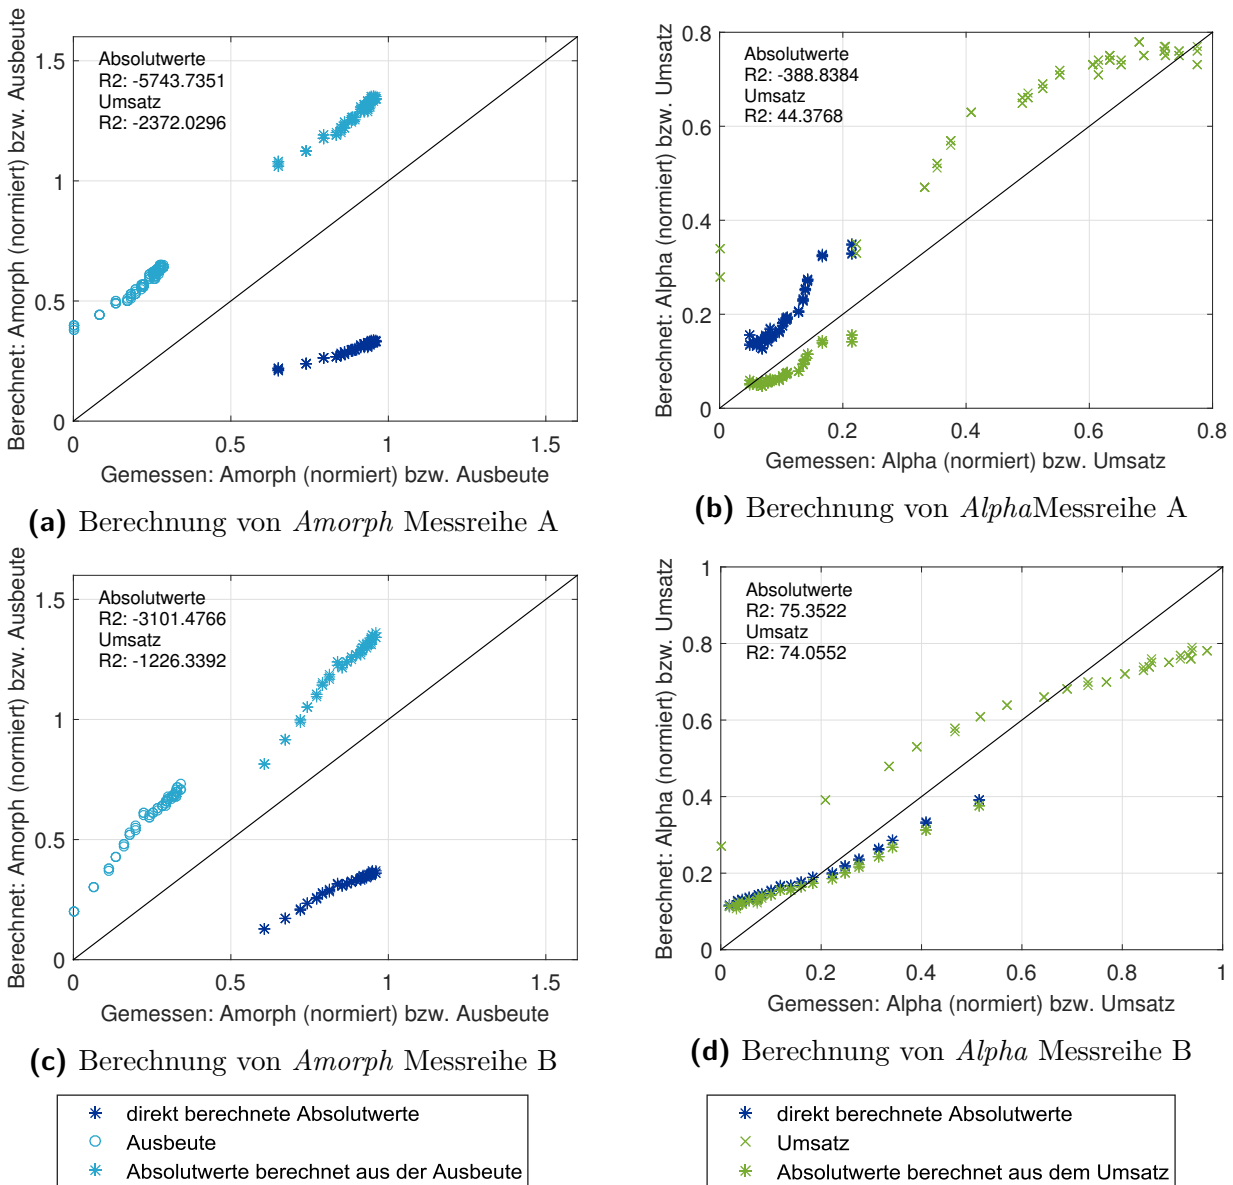 Berechnet: Amorph (normiert) bzw. Ausbeute
1.5
1
0.5
0
Absolutwerte
R2: -5743.7351
Umsatz
R2: -2372.0296
0
0.5
1
1.5
Gemessen: Amorph (normiert) bzw. Ausbeute
(a) Berechnung von Amorph Messreihe A
Berechnet: Alpha (normiert) bzw. Umsatz
0.8
0.6
0.4
0.2
0
Absolutwerte
R2: -388.8384
Umsatz
R2: 44.3768
0
0.2
0.4
0.6
0.8
Gemessen: Alpha (normiert) bzw. Umsatz
(b) Berechnung von AlphaMessreihe A
Berechnet: Amorph (normiert) bzw. Ausbeute
1.5
1
0.5
0
Absolutwerte
R2: -3101.4766
Umsatz
R2: -1226.3392
0
0.5
1
1.5
Gemessen: Amorph (normiert) bzw. Ausbeute
(c) Berechnung von Amorph Messreihe B
Berechnet: Alpha (normiert) bzw. Umsatz
1
0.8
0.6
0.4
0.2
0
Absolutwerte
R2: 75.3522
Umsatz
R2: 74.0552
0
0.2
0.4
0.6
0.8
1
Gemessen: Alpha (normiert) bzw. Umsatz
(d) Berechnung von Alpha Messreihe B
direkt berechnete Absolutwerte
Ausbeute
Absolutwerte berechnet aus der Ausbeute
direkt berechnete Absolutwerte
Umsatz
Absolutwerte berechnet aus dem Umsatz